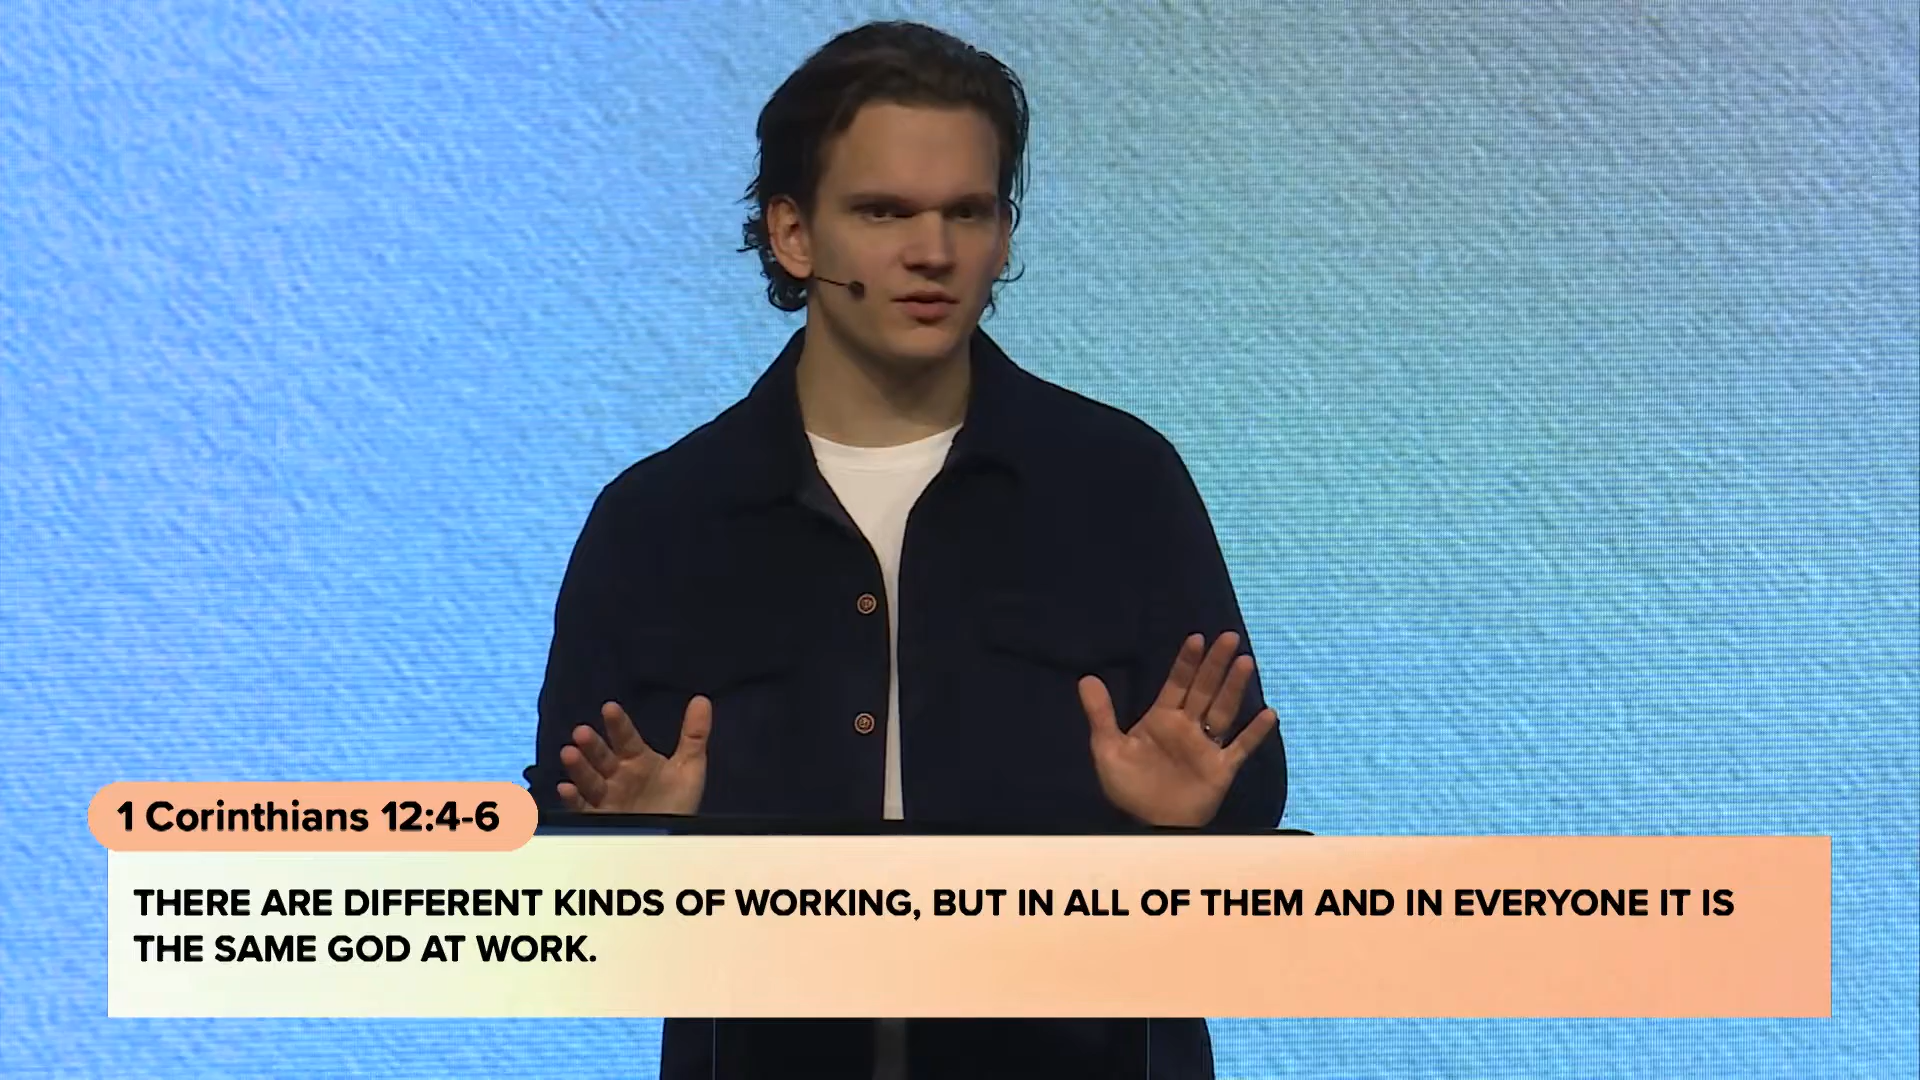 1 Corinthians 12:4-6
THERE ARE DIFFERENT KINDS OF WORKING, BUT IN ALL OF THEM AND IN EVERYONE IT IS
THE SAME GOD AT WORK.